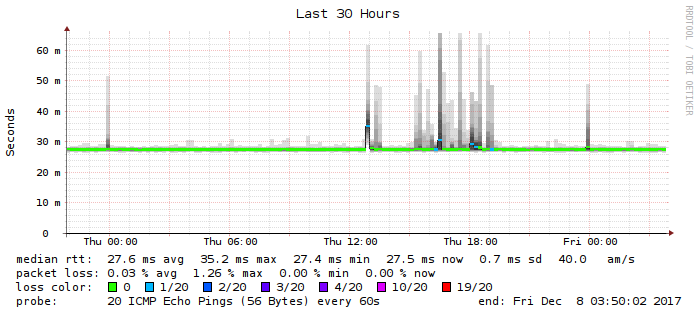 Last 30 Hours
RRDTOOL / TOBI OETIKER
Seconds
60 m
50 m
40 m
30 m
20 m
10 m
0
Thu 00:00 Thu 06:00 Thu 12:00 Thu 18:00 Fri 00:00
median rtt: 27.6 ms avg 35.2 ms max 27.4 ms min 27.5 ms now 0.7 ms sd 40.0 am/s
packet loss: 0.03 % avg 1.26 % max 0.00 % min 0.00 % now
loss color: 0 1/20 2/20 3/20 4/20 10/20 19/20
probe: 20 ICMP Echo Pings (56 Bytes) every 60s end: Fri Dec 8 03:50:02 2017